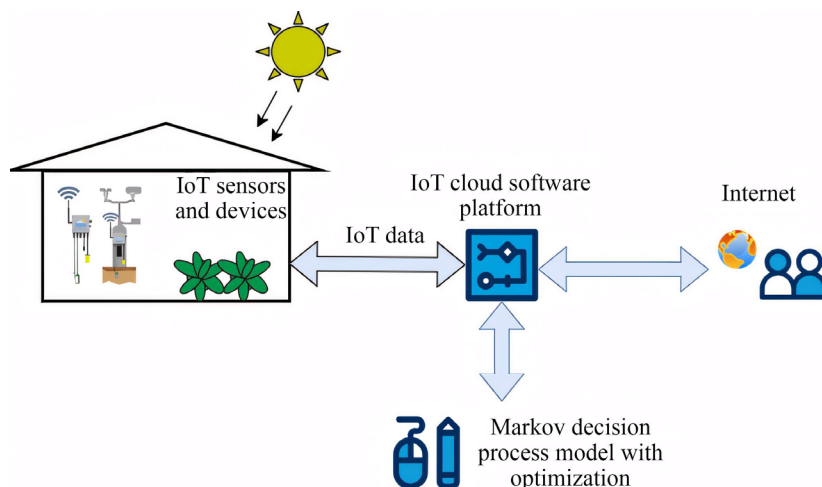 IoT sensors
and devices
IoT data
IoT cloud software
platform
Internet
Markov decision
process model with
optimization